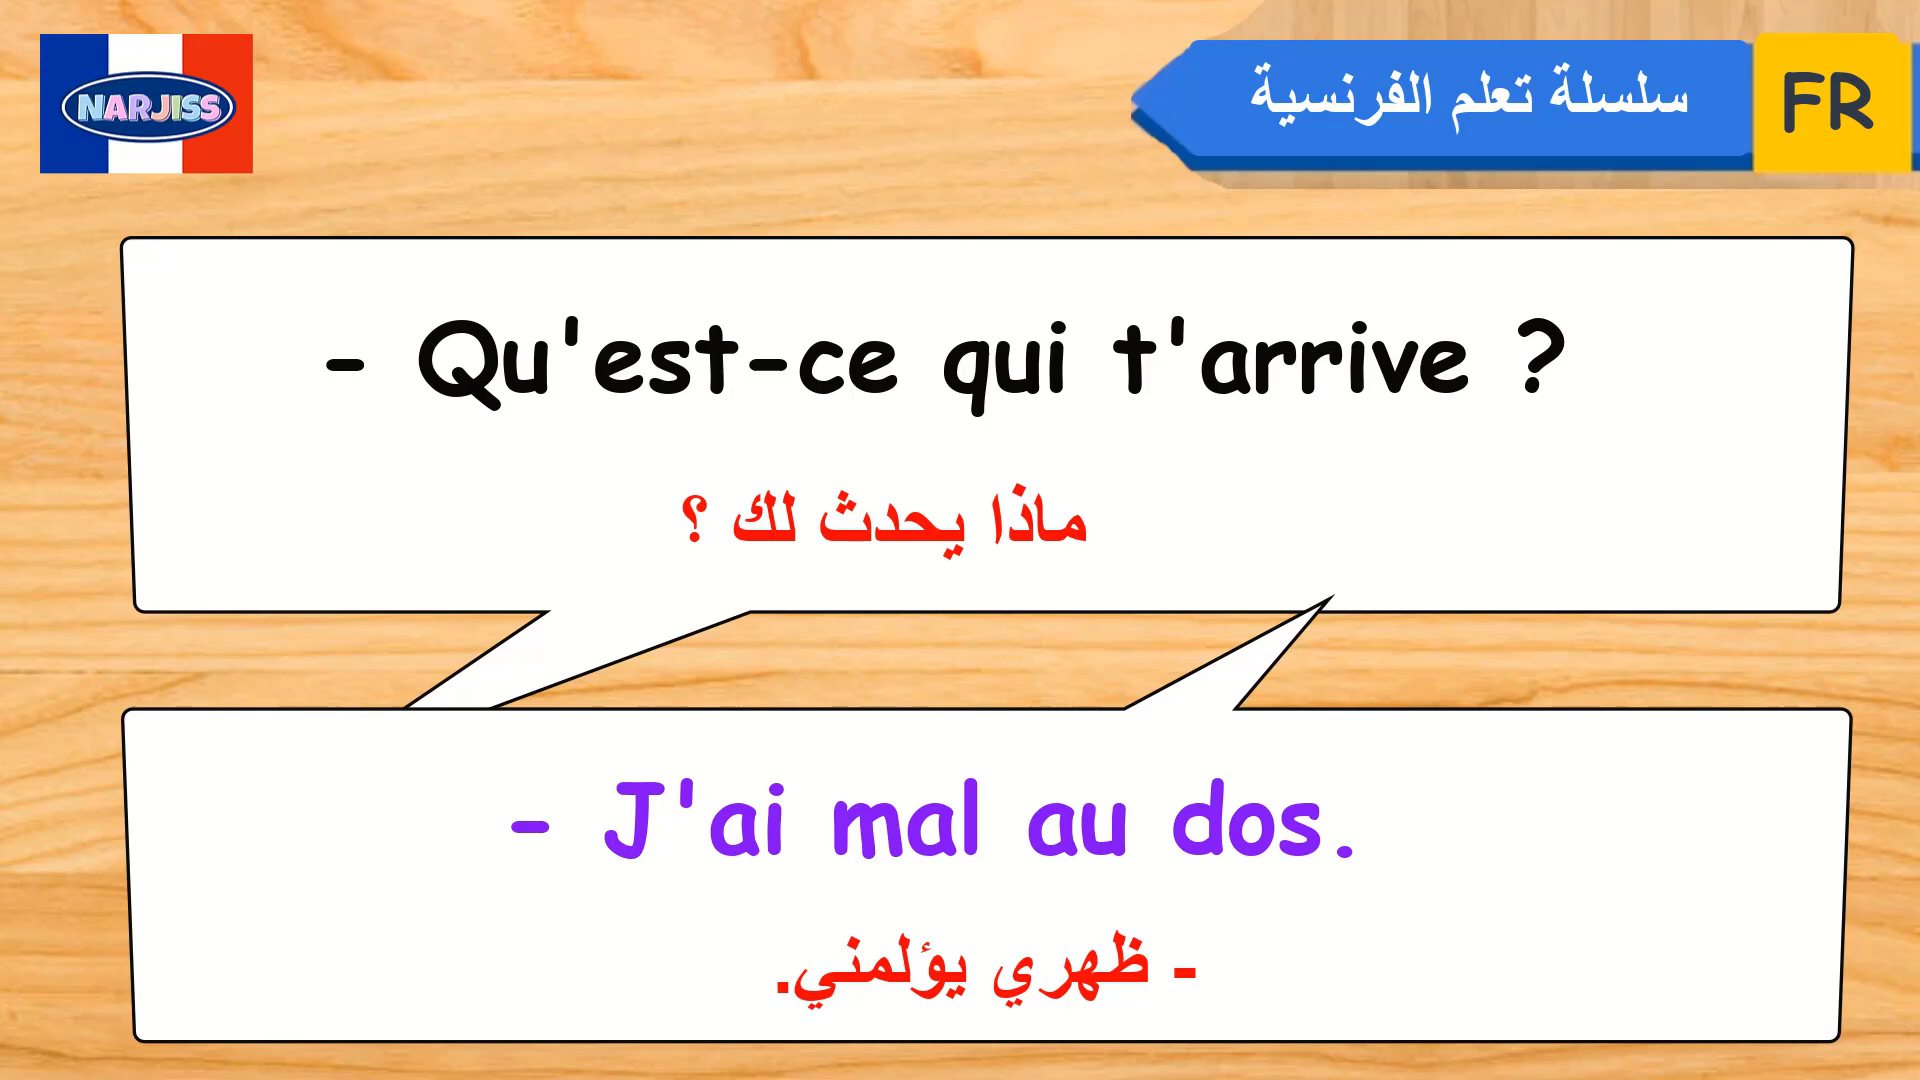 NARJISS
سلسلة تعلم الفرنسية
FR
- Qu'est-ce qui t'arrive ?
ماذا يحدث لك ؟
- J'ai mal au dos.
- ظهري يؤلمني.